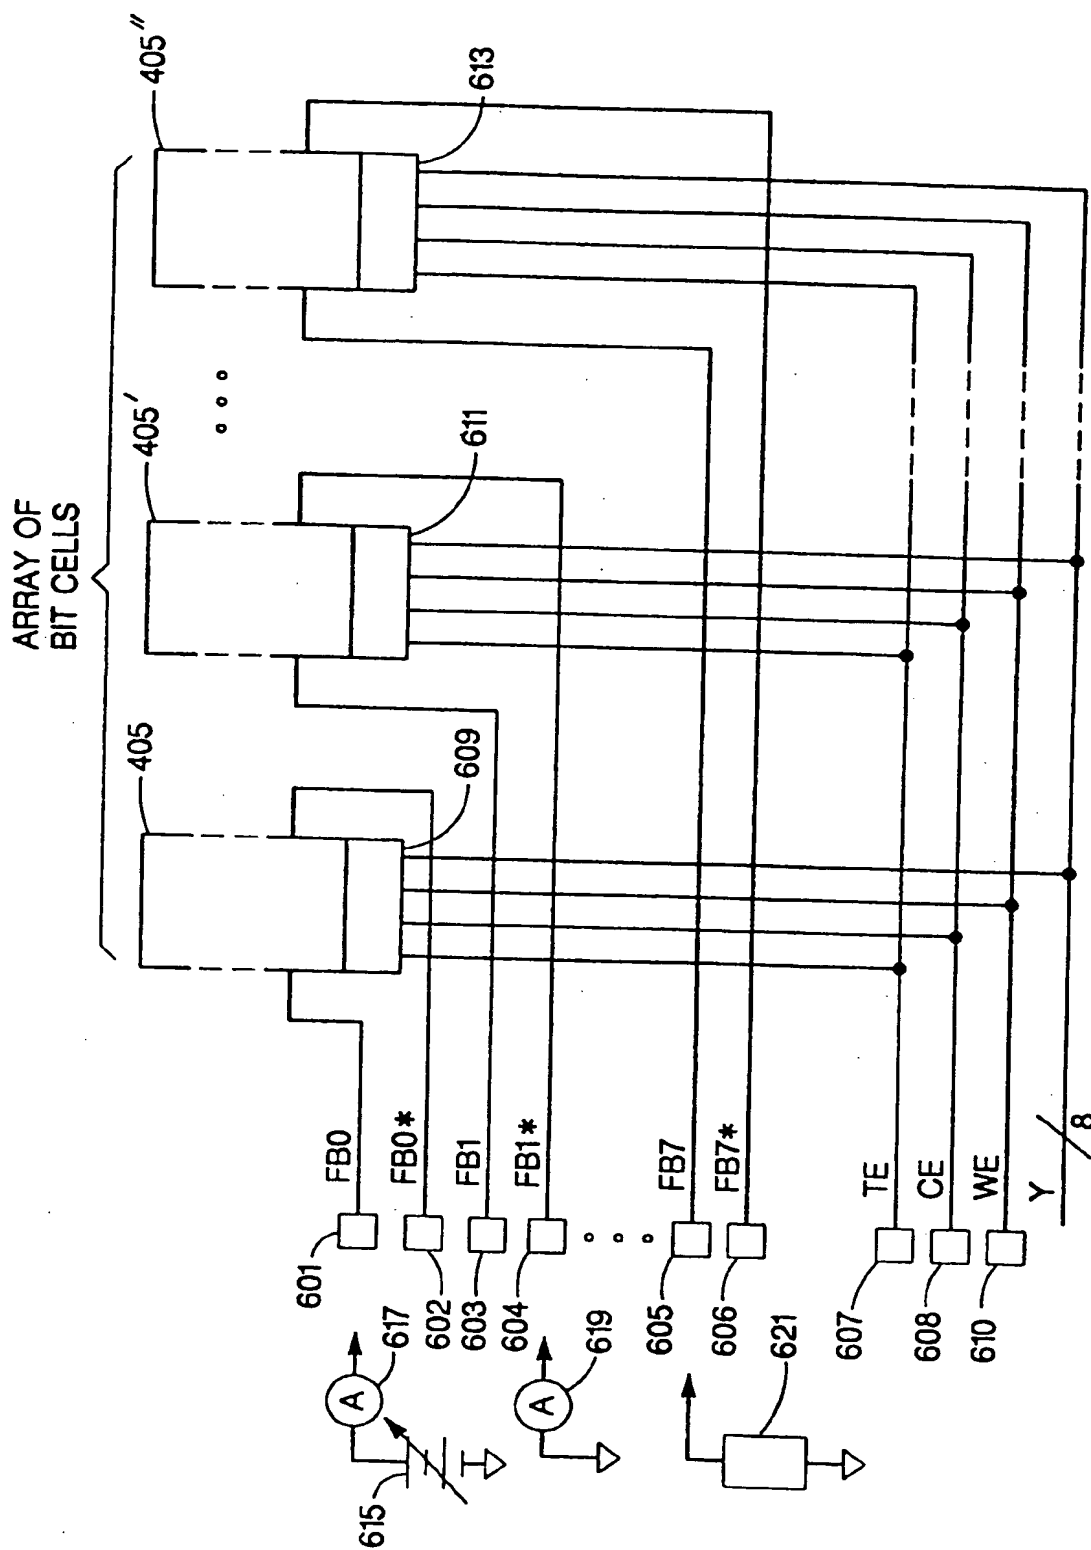 ARRAY OF
BIT CELLS
405
405′
405″
609
611
613
601
FB0
602
FB0*
603
FB1
604
FB1*
605
FB7
606
FB7*
607
TE
608
CE
610
WE
Y
8
A
617
615
A
619
621